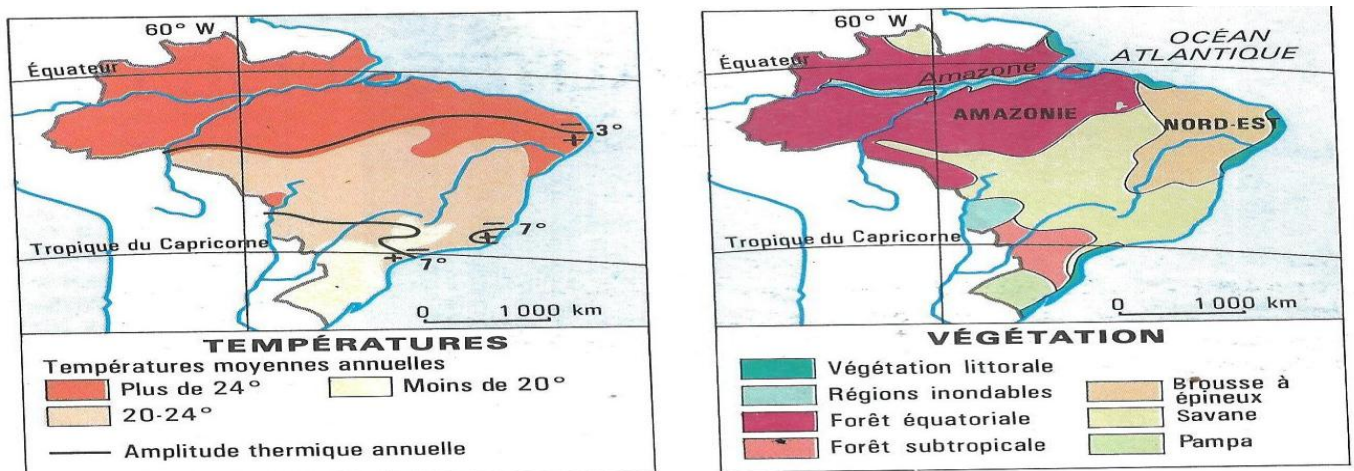 60° W
Équateur
3°
Tropique du Capricorne
7°
7°
0 1 000 km
TEMPÉRATURES
Températures moyennes annuelles
Plus de 24° Moins de 20°
20-24°
Amplitude thermique annuelle
60° W
OCÉAN
ATLANTIQUE
Équateur
Amazone
AMAZONIE
NORD-EST
Tropique du Capricorne
0 1 000 km
VÉGÉTATION
Végétation littorale
Régions inondables
Forêt équatoriale
Forêt subtropicale
Brousse à
épineux
Savane
Pampa